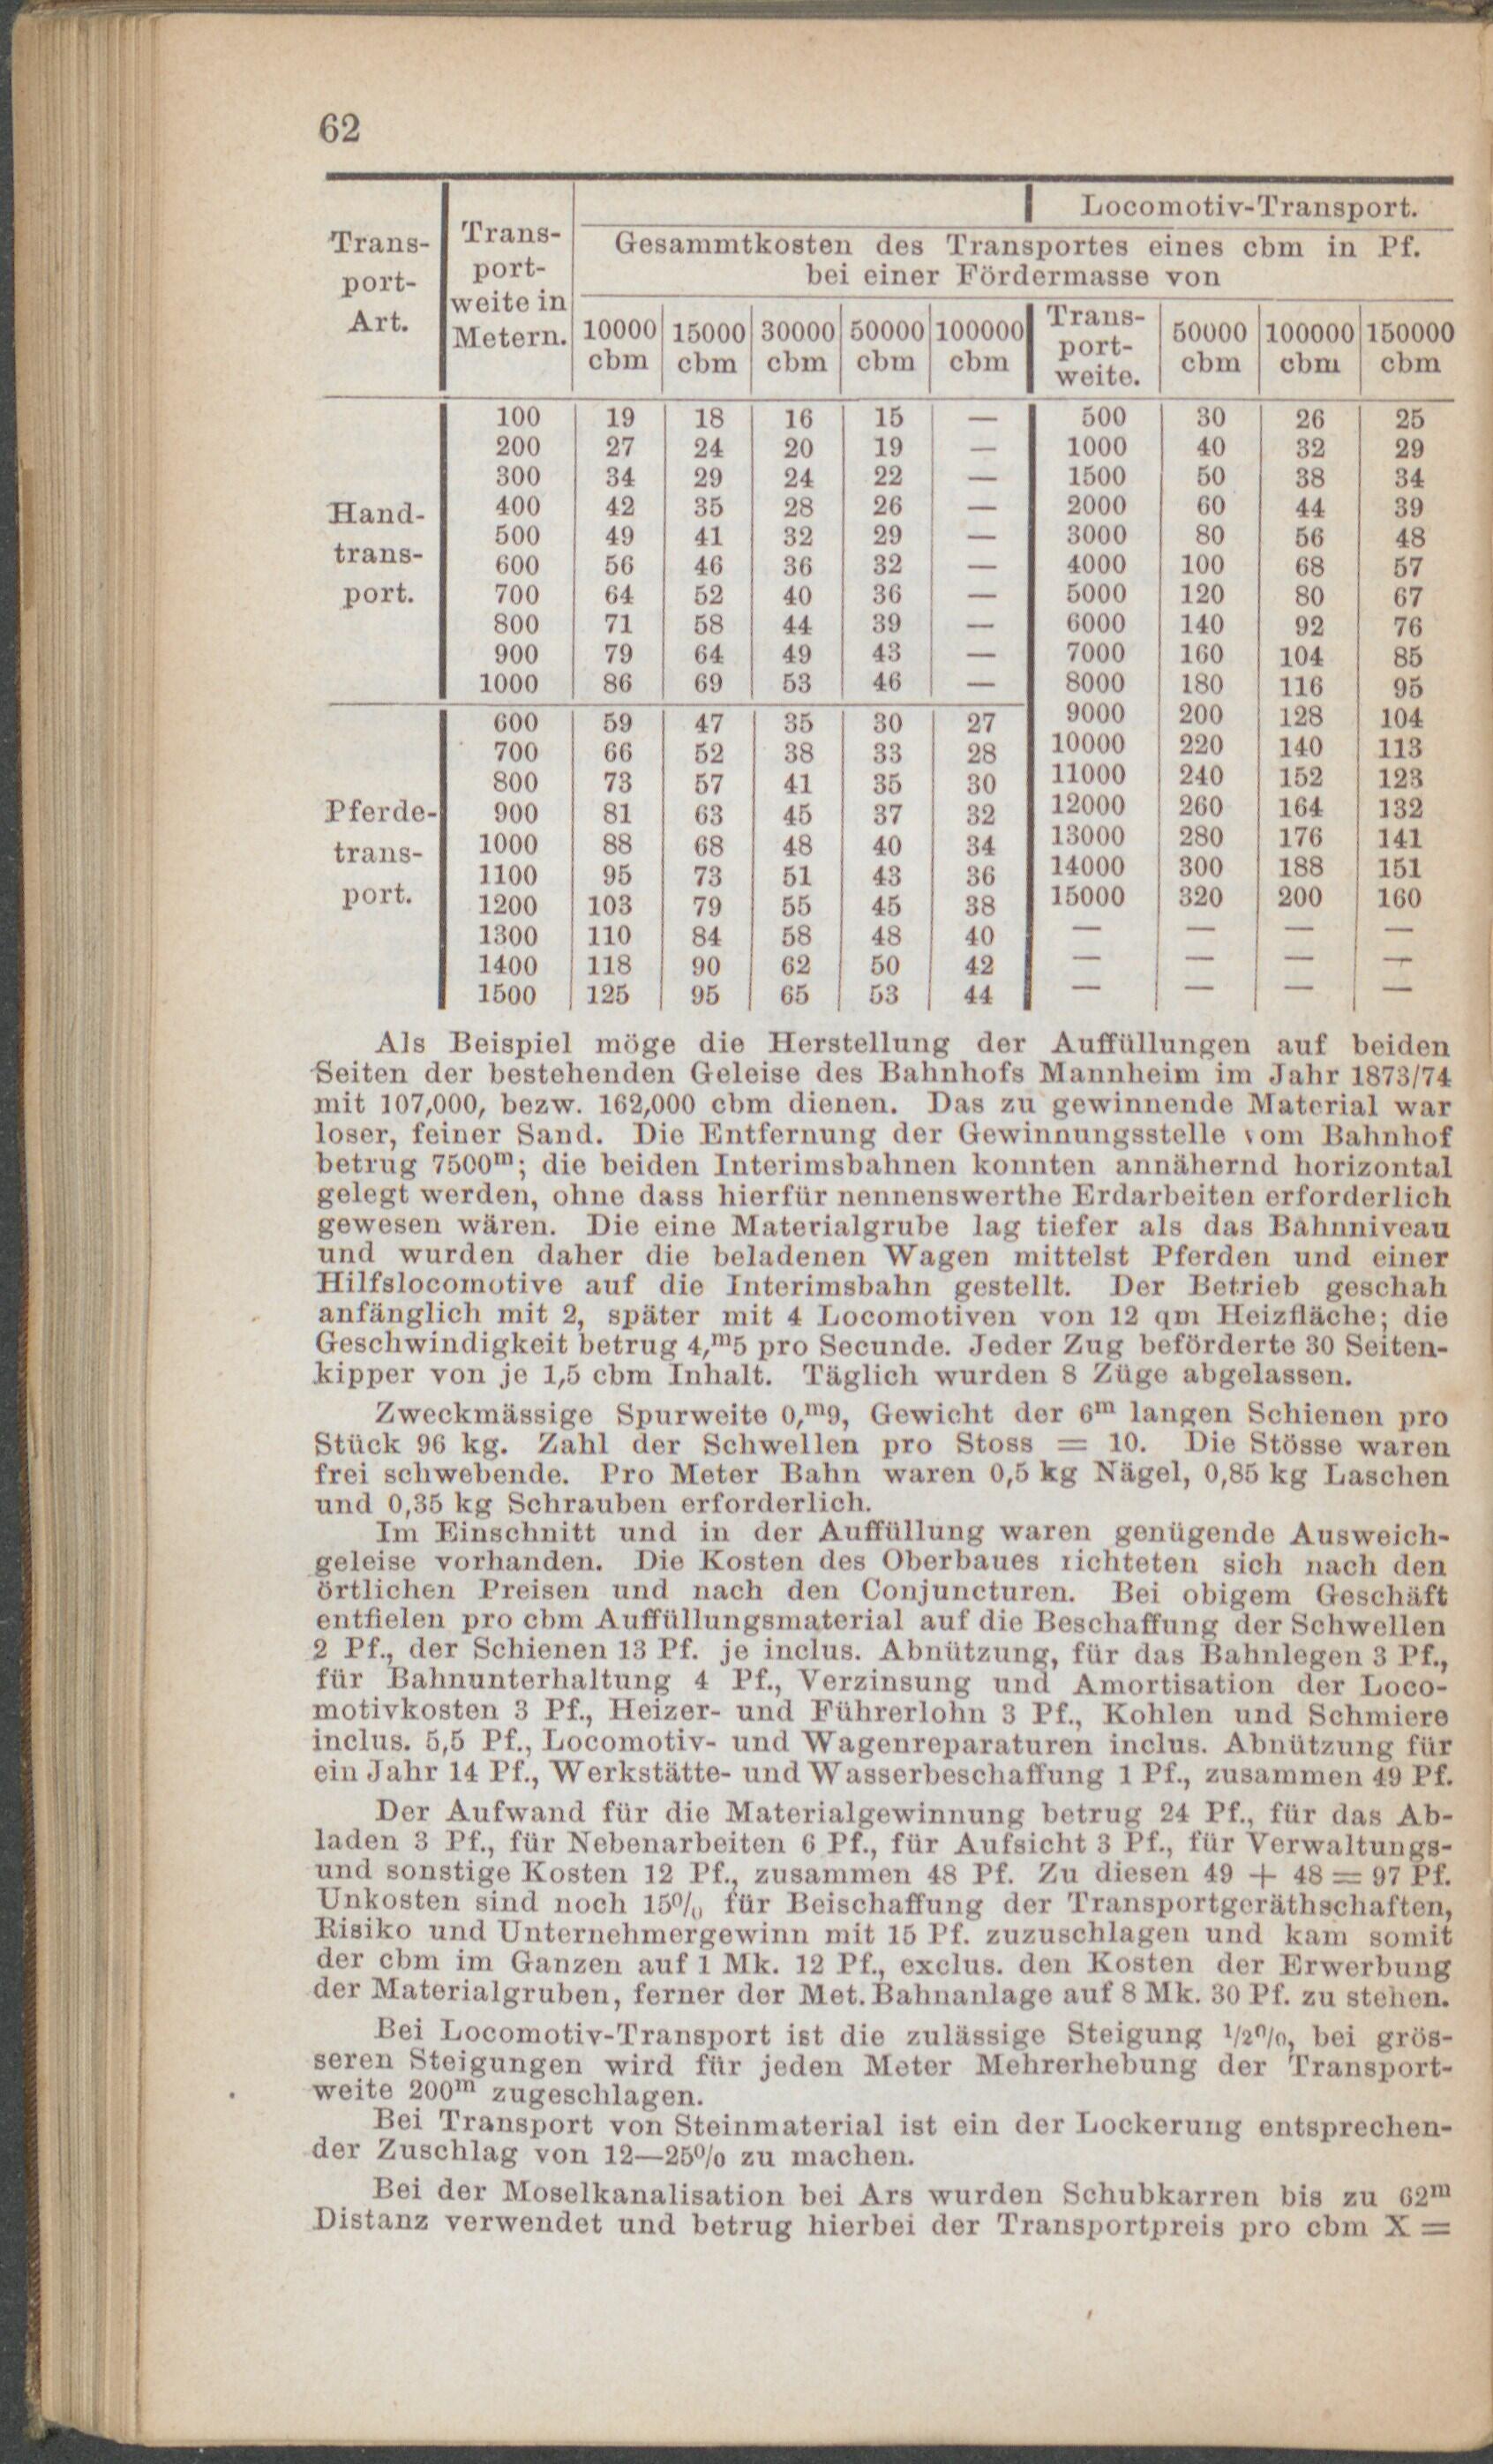 62
Locomotiv-Transport.
Trans-
port-
Art.
Trans-
port-
weite in
Metern.
Gesammtkosten des Transportes eines cbm in Pf.
bei einer Fördermasse von
10000 cbm 15000 cbm 30000 cbm 50000 cbm 100000 cbm Trans-port-weite. 50000 cbm 100000 cbm 150000 cbm
Hand-
trans-
port.
100 19 18 16 15 — 500 30 26 25
200 27 24 20 19 — 1000 40 32 29
300 34 29 24 22 — 1500 50 38 34
400 42 35 28 26 — 2000 60 44 39
500 49 41 32 29 — 3000 80 56 48
600 56 46 36 32 — 4000 100 68 57
700 64 52 40 36 — 5000 120 80 67
800 71 58 44 39 — 6000 140 92 76
900 79 64 49 43 — 7000 160 104 85
1000 86 69 53 46 — 8000 180 116 95
Pferde-
trans-
port.
600 59 47 35 30 27 9000 200 128 104
700 66 52 38 33 28 10000 220 140 113
800 73 57 41 35 30 11000 240 152 123
900 81 63 45 37 32 12000 260 164 132
1000 88 68 48 40 34 13000 280 176 141
1100 95 73 51 43 36 14000 300 188 151
1200 103 79 55 45 38 15000 320 200 160
1300 110 84 58 48 40 — — — —
1400 118 90 62 50 42 — — — —
1500 125 95 65 53 44 — — — —
Als Beispiel möge die Herstellung der Auffüllungen auf beiden
Seiten der bestehenden Geleise des Bahnhofs Mannheim im Jahr 1873/74
mit 107,000, bezw. 162,000 cbm dienen. Das zu gewinnende Material war
loser, feiner Sand. Die Entfernung der Gewinnungsstelle vom Bahnhof
betrug 7500m; die beiden Interimsbahnen konnten annähernd horizontal
gelegt werden, ohne dass hierfür nennenswerthe Erdarbeiten erforderlich
gewesen wären. Die eine Materialgrube lag tiefer als das Bahnniveau
und wurden daher die beladenen Wagen mittelst Pferden und einer
Hilfslocomotive auf die Interimsbahn gestellt. Der Betrieb geschah
anfänglich mit 2, später mit 4 Locomotiven von 12 qm Heizfläche; die
Geschwindigkeit betrug 4,m5 pro Secunde. Jeder Zug beförderte 30 Seiten-
kipper von je 1,5 cbm Inhalt. Täglich wurden 8 Züge abgelassen.
Zweckmässige Spurweite 0,m9, Gewicht der 6m langen Schienen pro
Stück 96 kg. Zahl der Schwellen pro Stoss = 10. Die Stösse waren
frei schwebende. Pro Meter Bahn waren 0,5 kg Nägel, 0,85 kg Laschen
und 0,35 kg Schrauben erforderlich.
Im Einschnitt und in der Auffüllung waren genügende Ausweich-
geleise vorhanden. Die Kosten des Oberbaues richteten sich nach den
örtlichen Preisen und nach den Conjuncturen. Bei obigem Geschäft
entfielen pro cbm Auffüllungsmaterial auf die Beschaffung der Schwellen
2 Pf., der Schienen 13 Pf. je inclus. Abnützung, für das Bahnlegen 3 Pf.,
für Bahnunterhaltung 4 Pf., Verzinsung und Amortisation der Loco-
motivkosten 3 Pf., Heizer- und Führerlohn 3 Pf., Kohlen und Schmiere
inclus. 5,5 Pf., Locomotiv- und Wagenreparaturen inclus. Abnützung für
ein Jahr 14 Pf., Werkstätte- und Wasserbeschaffung 1 Pf., zusammen 49 Pf.
Der Aufwand für die Materialgewinnung betrug 24 Pf., für das Ab-
laden 3 Pf., für Nebenarbeiten 6 Pf., für Aufsicht 3 Pf., für Verwaltungs-
und sonstige Kosten 12 Pf., zusammen 48 Pf. Zu diesen 49 + 48 = 97 Pf.
Unkosten sind noch 15% für Beischaffung der Transportgeräthschaften,
Risiko und Unternehmergewinn mit 15 Pf. zuzuschlagen und kam somit
der cbm im Ganzen auf 1 Mk. 12 Pf., exclus. den Kosten der Erwerbung
der Materialgruben, ferner der Met. Bahnanlage auf 8 Mk. 30 Pf. zu stehen.
Bei Locomotiv-Transport ist die zulässige Steigung 1/2%, bei grös-
seren Steigungen wird für jeden Meter Mehrerhebung der Transport-
weite 200m zugeschlagen.
Bei Transport von Steinmaterial ist ein der Lockerung entsprechen-
der Zuschlag von 12—25% zu machen.
Bei der Moselkanalisation bei Ars wurden Schubkarren bis zu 62m
Distanz verwendet und betrug hierbei der Transportpreis pro cbm X =